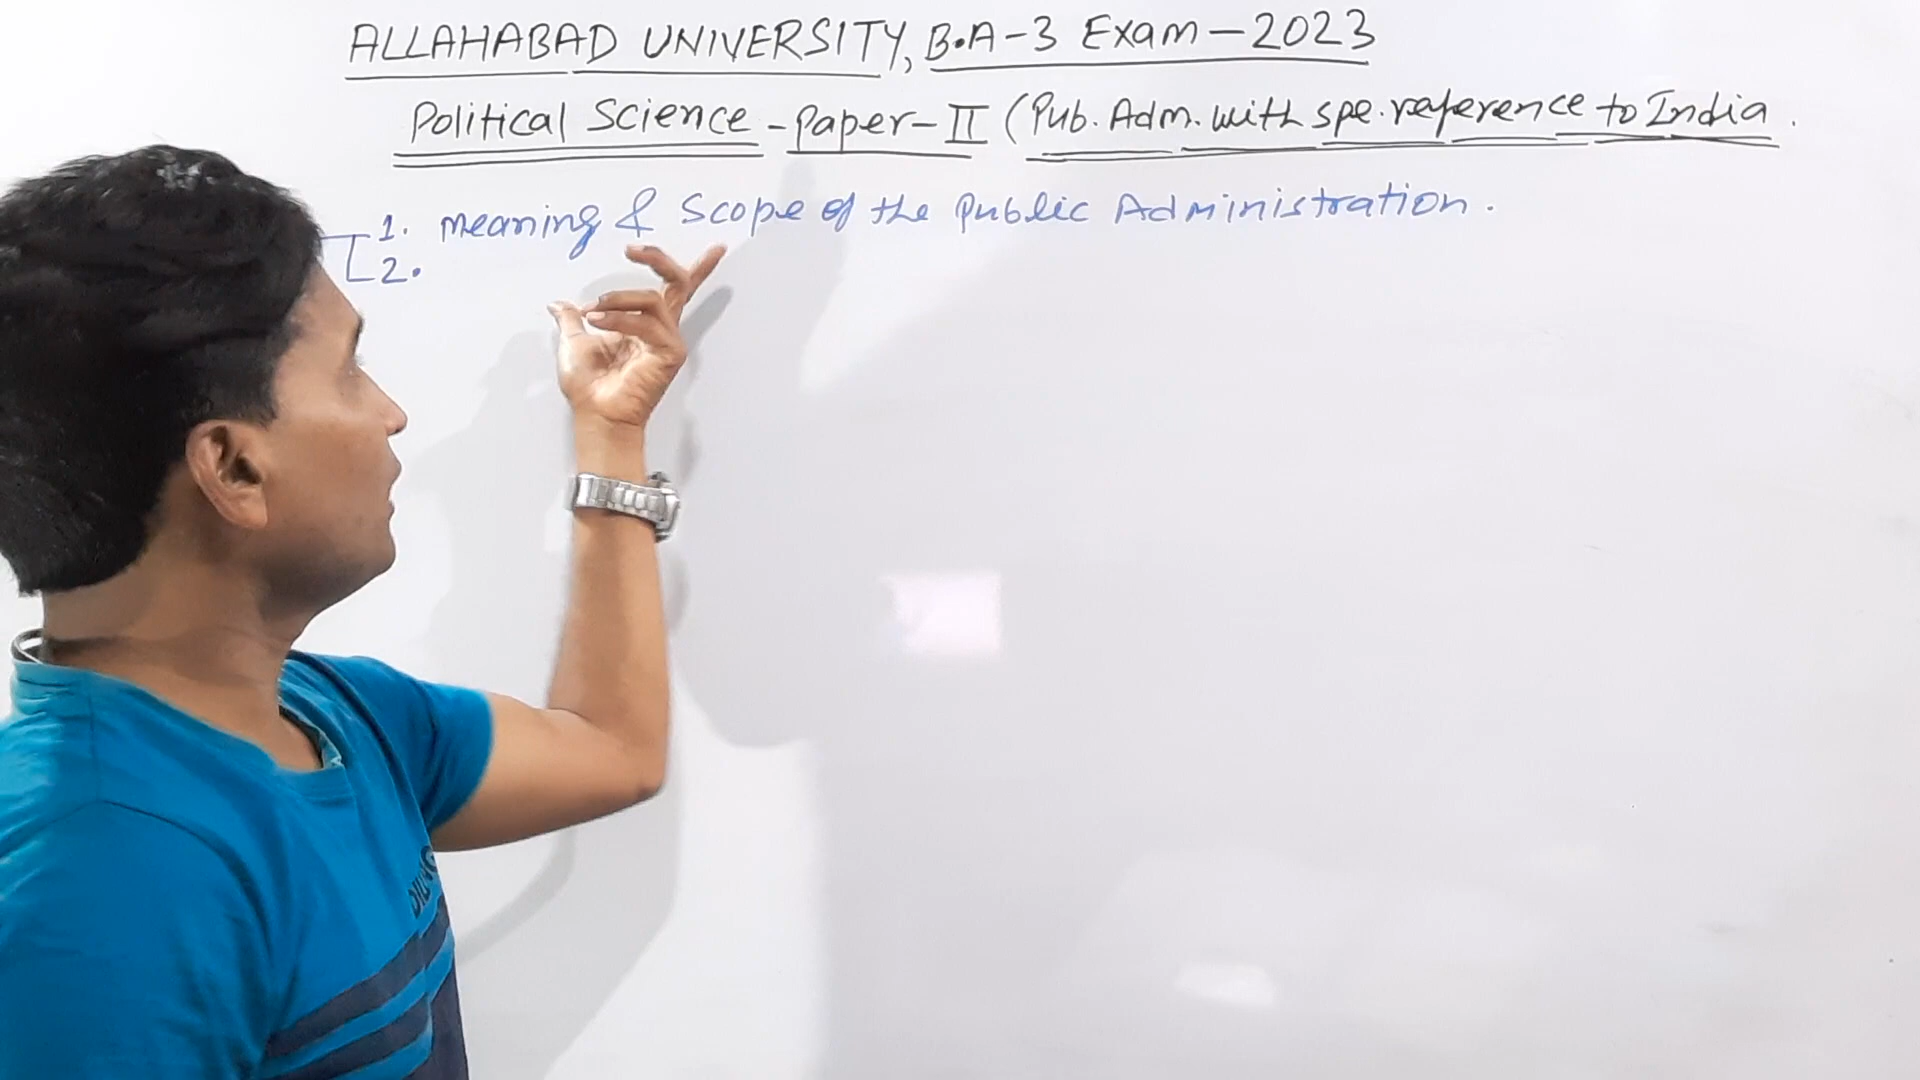 ALLAHABAD UNIVERSITY, B.A-3 Exam-2023
Political Science - Paper-II (Pub. Adm. with spe. reference to India.
1. Meaning & Scope of the Public Administration.
2.